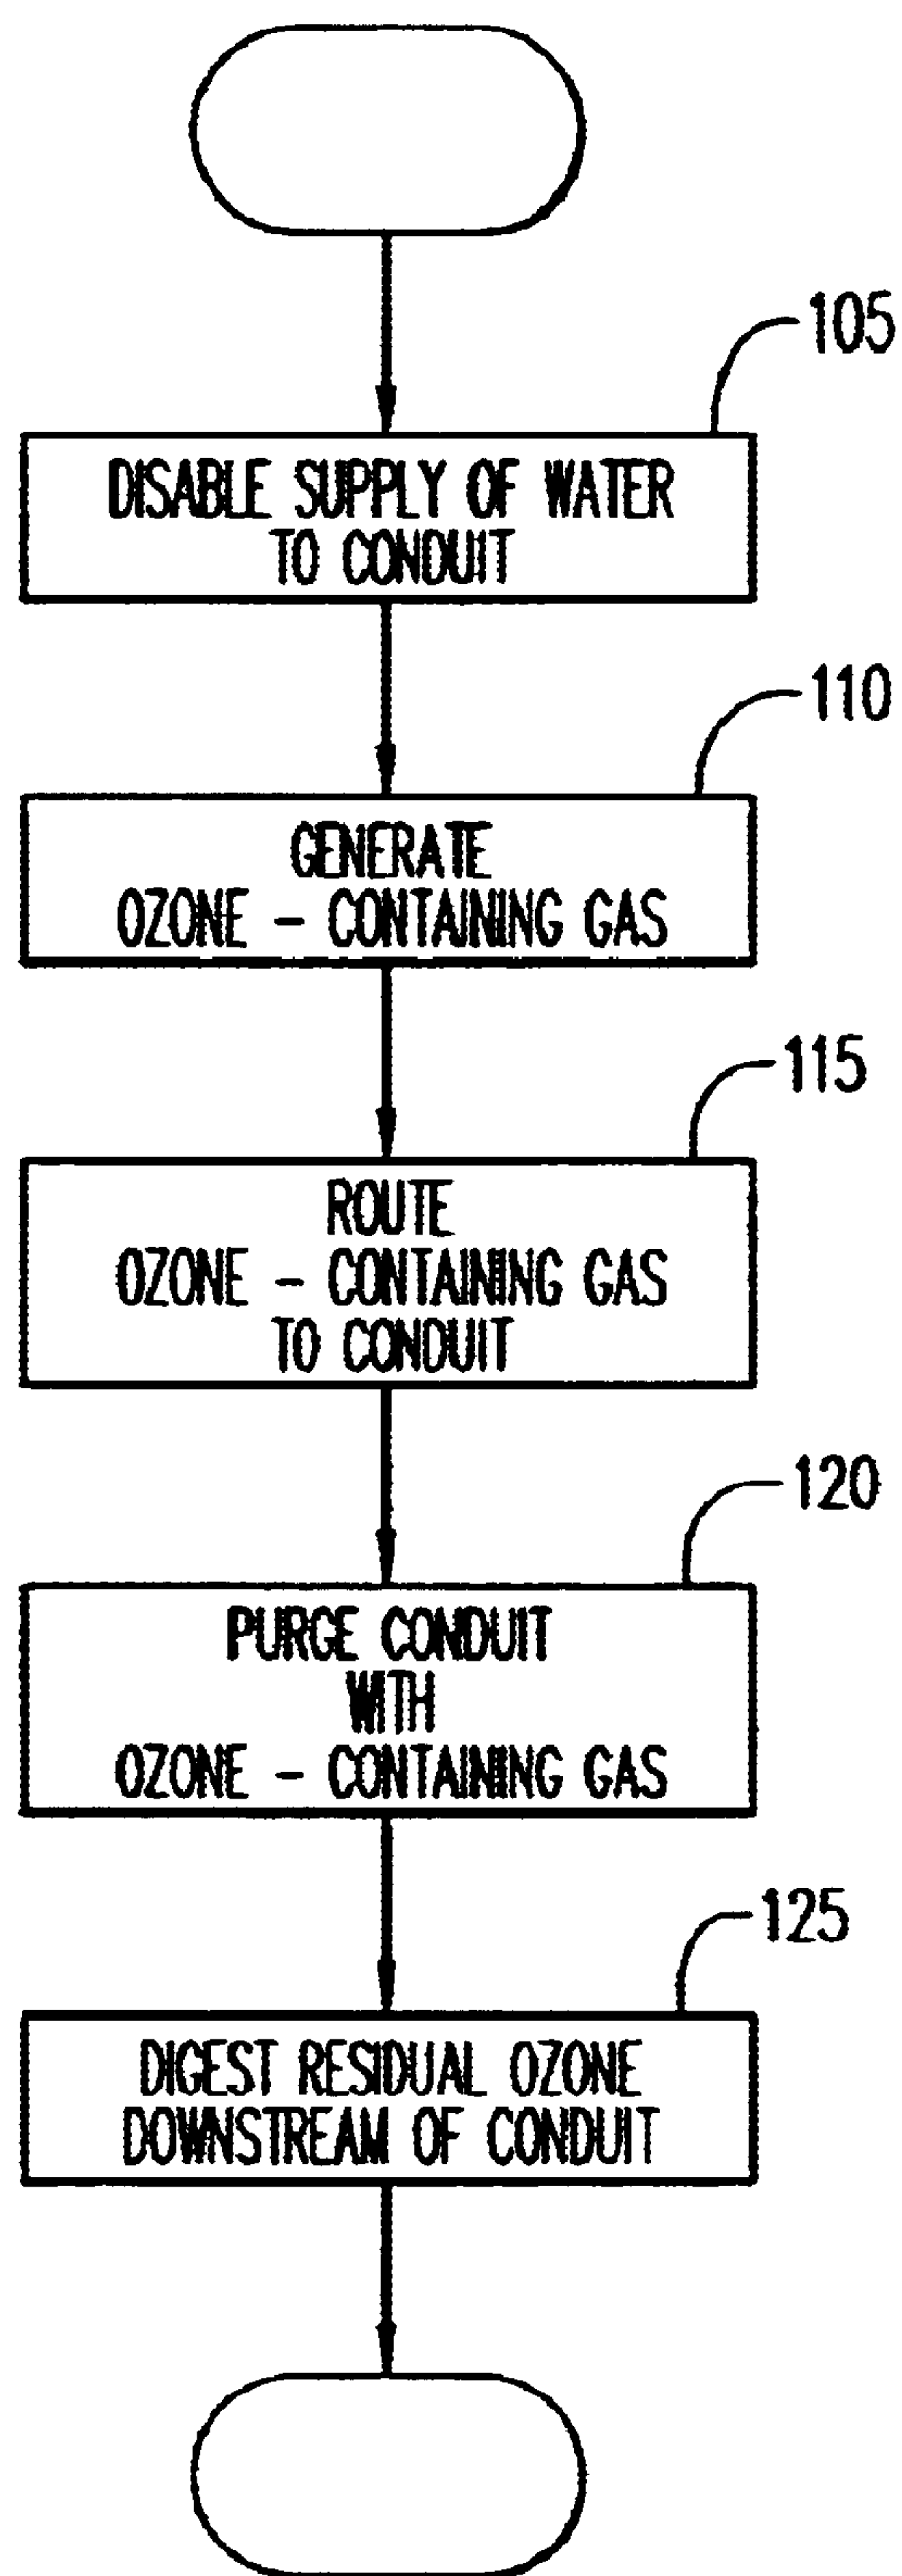 105
DISABLE SUPPLY OF WATER
TO CONDUIT
110
GENERATE
OZONE - CONTAINING GAS
115
ROUTE
OZONE - CONTAINING GAS
TO CONDUIT
120
PURGE CONDUIT
WITH
OZONE - CONTAINING GAS
125
DIGEST RESIDUAL OZONE
DOWNSTREAM OF CONDUIT